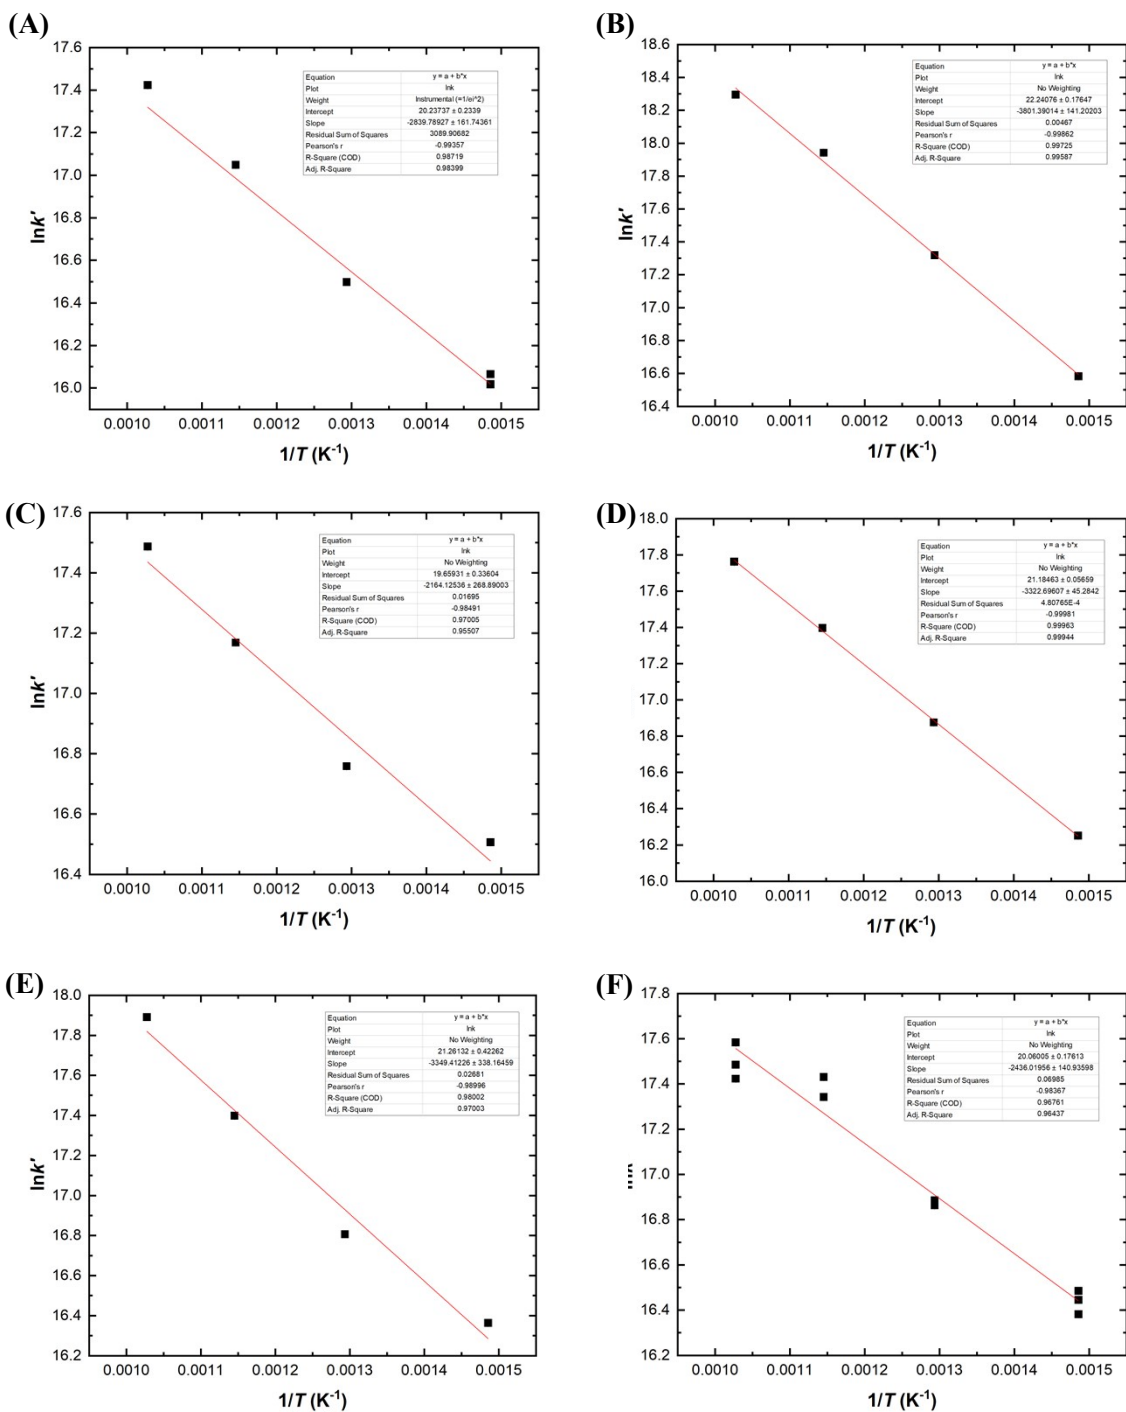 (A)
17.6
17.4
17.2
17.0
16.8
16.6
16.4
16.2
16.0
lnk′
Equation y = a + b*x
Plot lnk
Weight Instrumental (=1/ei^2)
Intercept 20.23737 ± 0.2339
Slope -2839.78927 ± 161.74361
Residual Sum of Squares 3089.90682
Pearson's r -0.99357
R-Square (COD) 0.98719
Adj. R-Square 0.98399
0.0010 0.0011 0.0012 0.0013 0.0014 0.0015
1/T (K-1)
(B)
18.6
18.4
18.2
18.0
17.8
17.6
17.4
17.2
17.0
16.8
16.6
16.4
lnk′
Equation y = a + b*x
Plot lnk
Weight No Weighting
Intercept 22.24076 ± 0.17647
Slope -3801.39014 ± 141.20203
Residual Sum of Squares 0.00467
Pearson's r -0.99862
R-Square (COD) 0.99725
Adj. R-Square 0.99587
0.0010 0.0011 0.0012 0.0013 0.0014 0.0015
1/T (K-1)
(C)
17.6
17.4
17.2
17.0
16.8
16.6
16.4
lnk′
Equation y = a + b*x
Plot lnk
Weight No Weighting
Intercept 19.65931 ± 0.33604
Slope -2164.12536 ± 268.89003
Residual Sum of Squares 0.01695
Pearson's r -0.98491
R-Square (COD) 0.97005
Adj. R-Square 0.95507
0.0010 0.0011 0.0012 0.0013 0.0014 0.0015
1/T (K-1)
(D)
18.0
17.8
17.6
17.4
17.2
17.0
16.8
16.6
16.4
16.2
16.0
lnk′
Equation y = a + b*x
Plot lnk
Weight No Weighting
Intercept 21.18463 ± 0.05659
Slope -3322.69607 ± 45.2842
Residual Sum of Squares 4.80765E-4
Pearson's r -0.99981
R-Square (COD) 0.99963
Adj. R-Square 0.99944
0.0010 0.0011 0.0012 0.0013 0.0014 0.0015
1/T (K-1)
(E)
18.0
17.8
17.6
17.4
17.2
17.0
16.8
16.6
16.4
16.2
lnk′
Equation y = a + b*x
Plot lnk
Weight No Weighting
Intercept 21.26132 ± 0.42262
Slope -3349.41226 ± 338.16459
Residual Sum of Squares 0.02681
Pearson's r -0.98996
R-Square (COD) 0.98002
Adj. R-Square 0.97003
0.0010 0.0011 0.0012 0.0013 0.0014 0.0015
1/T (K-1)
(F)
17.8
17.6
17.4
17.2
17.0
16.8
16.6
16.4
16.2
Equation y = a + b*x
Plot lnk
Weight No Weighting
Intercept 20.06005 ± 0.17613
Slope -2436.01956 ± 140.93598
Residual Sum of Squares 0.06985
Pearson's r -0.98367
R-Square (COD) 0.96761
Adj. R-Square 0.96437
0.0010 0.0011 0.0012 0.0013 0.0014 0.0015
1/T (K-1)